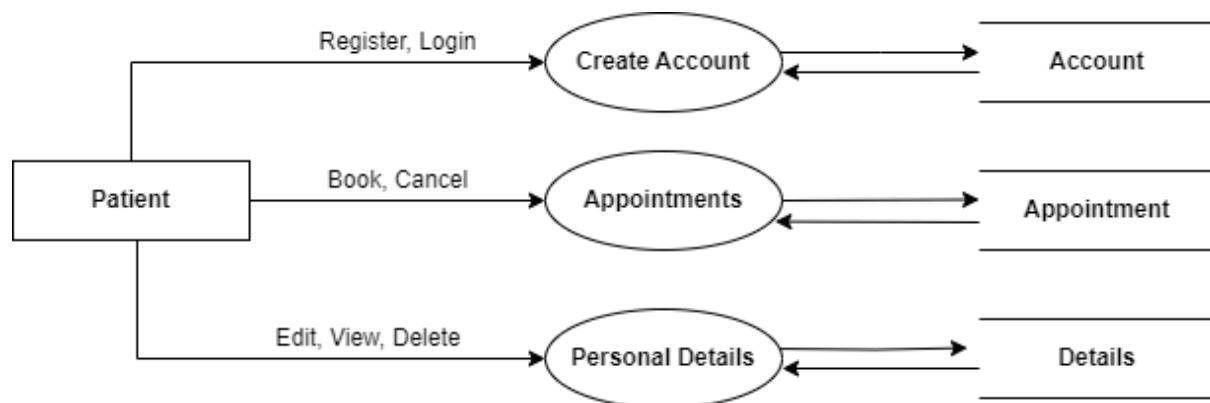 Register, Login
Create Account
Account
Patient
Book, Cancel
Appointments
Appointment
Edit, View, Delete
Personal Details
Details